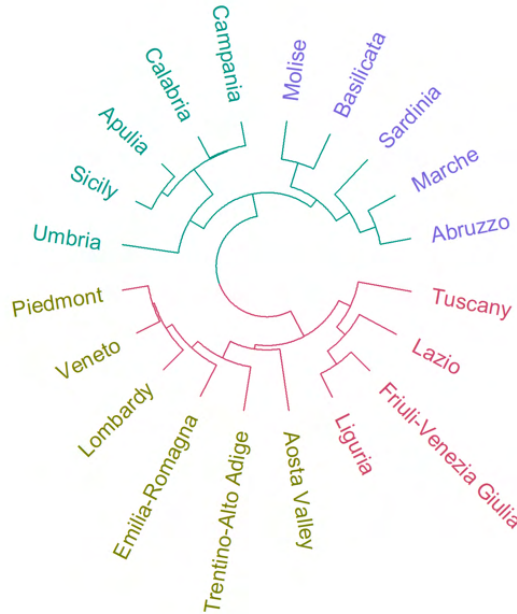 Campania
Molise
Basilicata
Calabria
Sardinia
Apulia
Marche
Sicily
Abruzzo
Umbria
Piedmont
Tuscany
Veneto
Lazio
Lombardy
Friuli-Venezia Giulia
Emilia-Romagna
Liguria
Trentino-Alto Adige
Aosta Valley